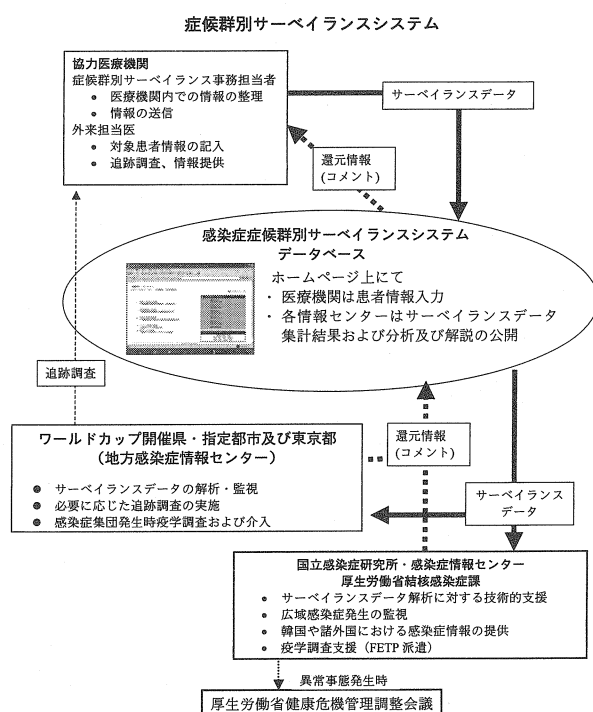 症候群別サーベイランスシステム
協力医療機関
症候群別サーベイランス事務担当者
● 医療機関内での情報の整理
● 情報の送信
外来担当医
● 対象患者情報の記入
● 追跡調査、情報提供
サーベイランスデータ
還元情報
(コメント)
感染症症候群別サーベイランスシステム
データベース
ホームページ上にて
・ 医療機関は患者情報入力
・ 各情報センターはサーベイランスデータ
集計結果および分析及び解説の公開
追跡調査
ワールドカップ開催県・指定都市及び東京都
（地方感染症情報センター）
● サーベイランスデータの解析・監視
● 必要に応じた追跡調査の実施
● 感染症集団発生時疫学調査および介入
還元情報
(コメント)
サーベイランス
データ
国立感染症研究所・感染症情報センター
厚生労働省結核感染症課
● サーベイランスデータ解析に対する技術的支援
● 広域感染症発生の監視
● 韓国や諸外国における感染症情報の提供
● 疫学調査支援（FETP 派遣）
異常事態発生時
厚生労働省健康危機管理調整会議